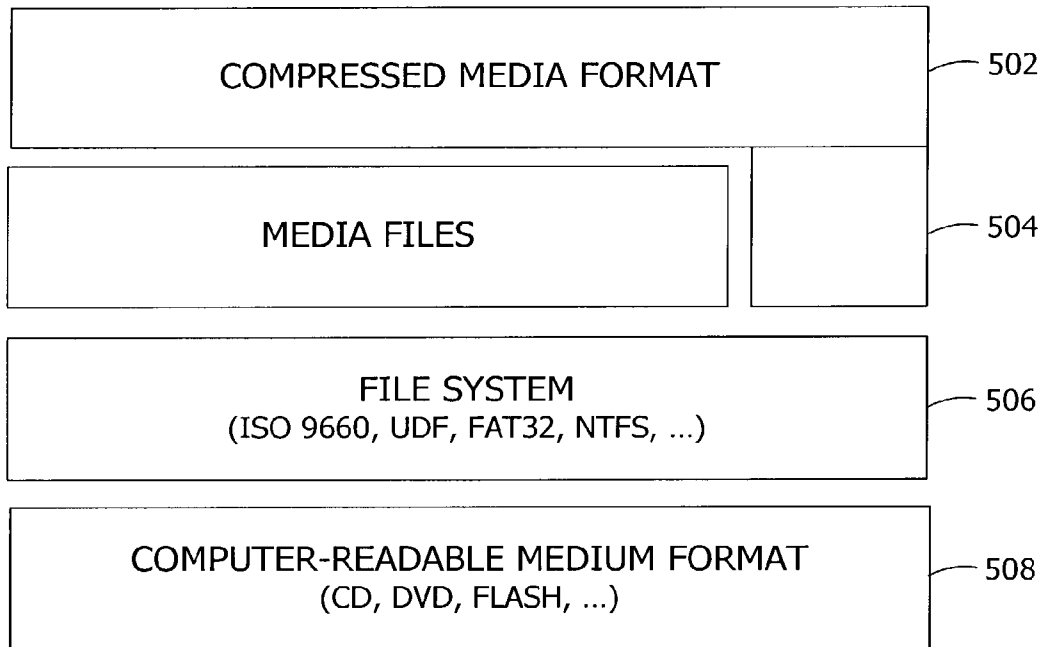 COMPRESSED MEDIA FORMAT
502
MEDIA FILES
504
FILE SYSTEM
(ISO 9660, UDF, FAT32, NTFS, ...)
506
COMPUTER-READABLE MEDIUM FORMAT
(CD, DVD, FLASH, ...)
508